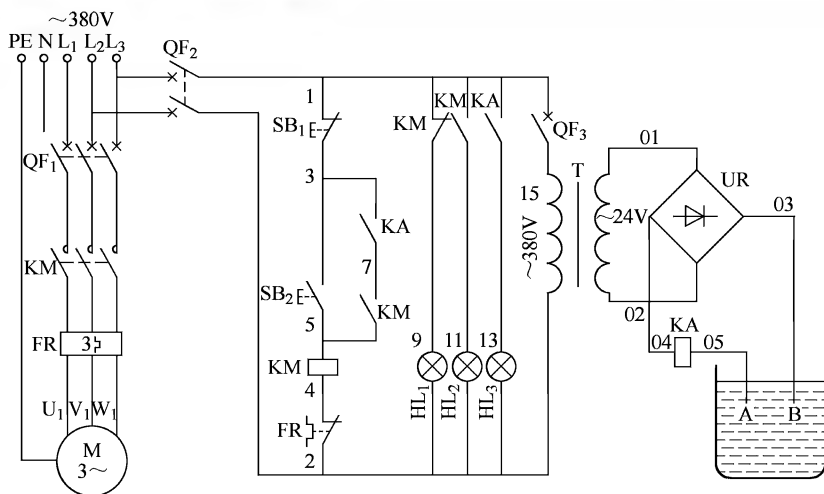 ~380V
PE N L₁ L₂ L₃
QF₂
1
KM KA
SB₁
KM
QF₃
01
T
UR
QF₁
3
15
03
~24V
KA
~380V
7
KM
SB₂
KM
02
5
KA
FR
3
9 11 13
04 05
KM
HL₁ HL₂ HL₃
4
U₁ V₁ W₁
A B
FR
M
3~
2